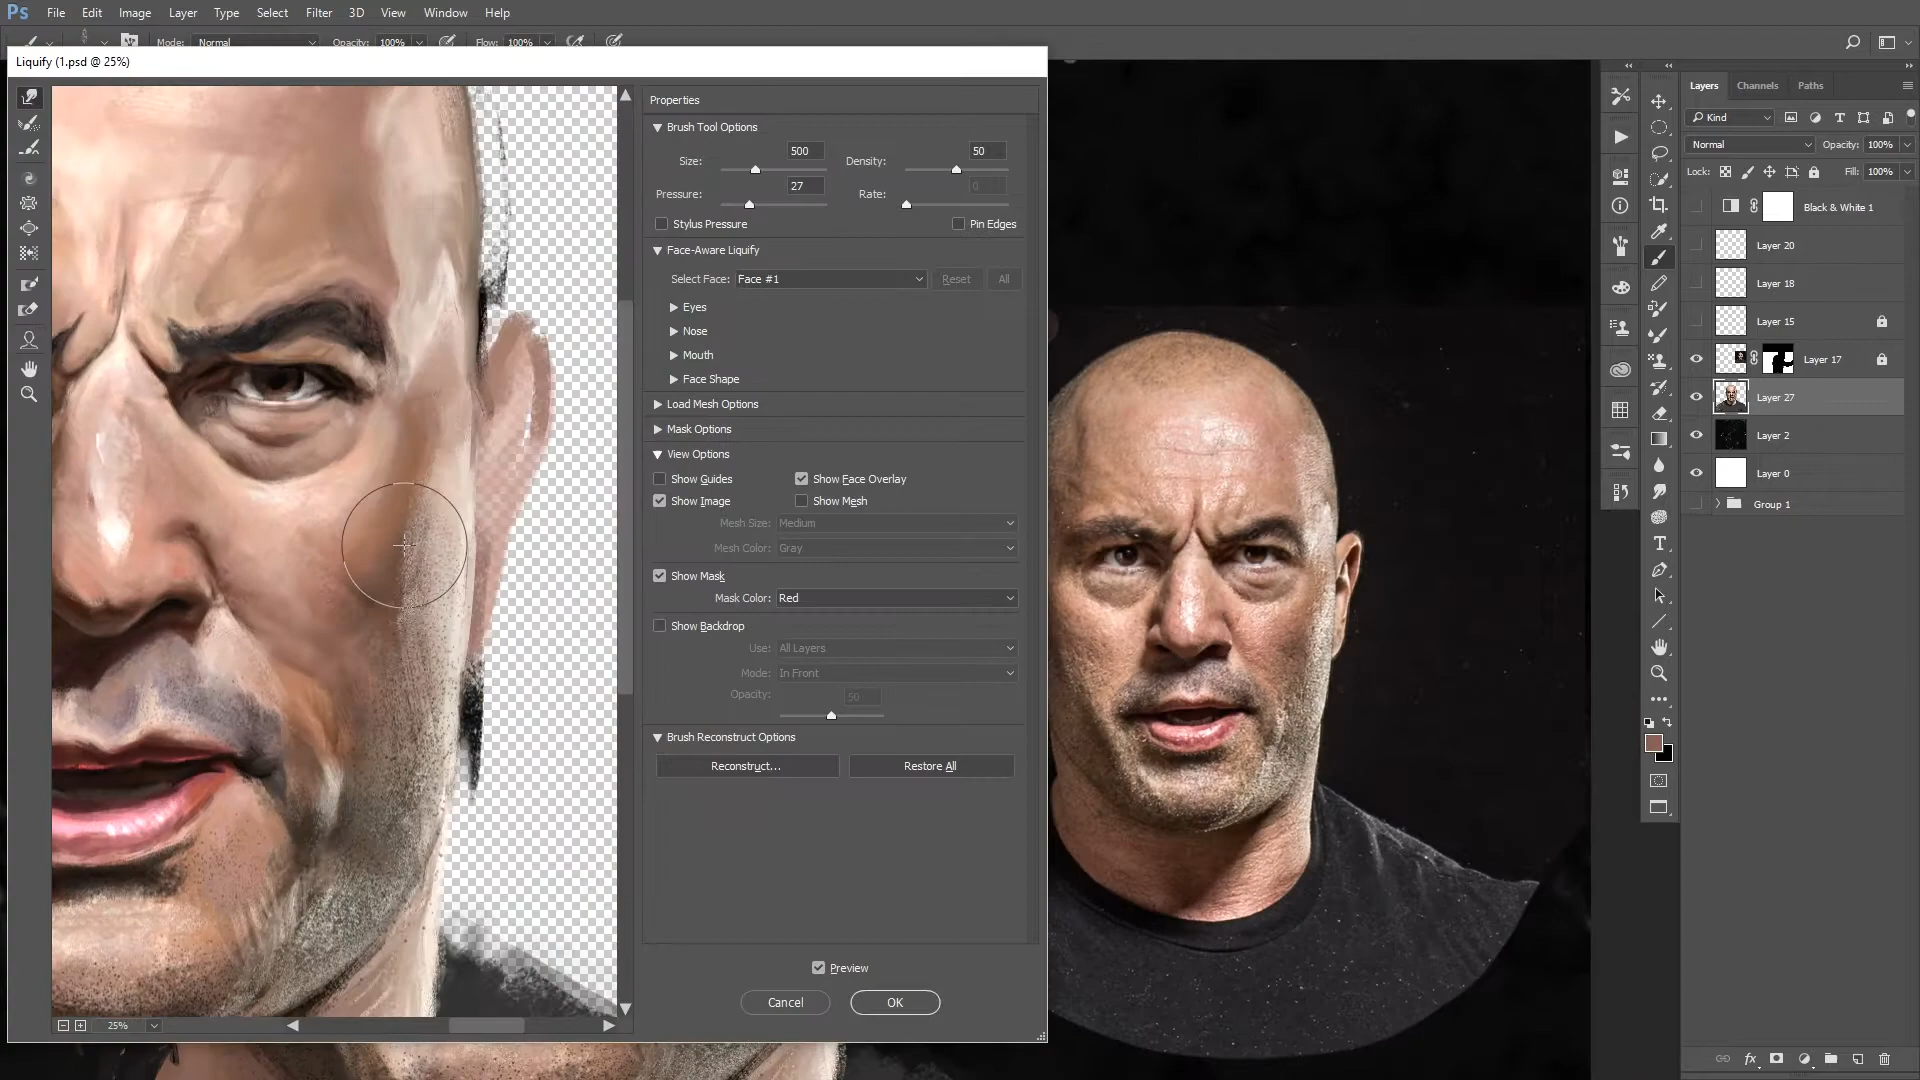 Ps File Edit Image Layer Type Select Filter 3D View Window Help
Mode: Normal Opacity: 100% Flow: 100%
Liquify (1.psd @ 25%)
Properties
Brush Tool Options
Size: 500 Density: 50
Pressure: 27 Rate: 0
Stylus Pressure Pin Edges
Face-Aware Liquify
Select Face: Face #1 Reset All
Eyes
Nose
Mouth
Face Shape
Load Mesh Options
Mask Options
View Options
Show Guides Show Face Overlay
Show Image Show Mesh
Mesh Size: Medium
Mesh Color: Gray
Show Mask
Mask Color: Red
Show Backdrop
Use: All Layers
Mode: In Front
Opacity: 50
Brush Reconstruct Options
Reconstruct... Restore All
Preview
Cancel OK
25%
Layers Channels Paths
Kind
Normal Opacity: 100%
Lock: Fill: 100%
Black & White 1
Layer 20
Layer 18
Layer 15
Layer 17
Layer 27
Layer 2
Layer 0
Group 1
fx